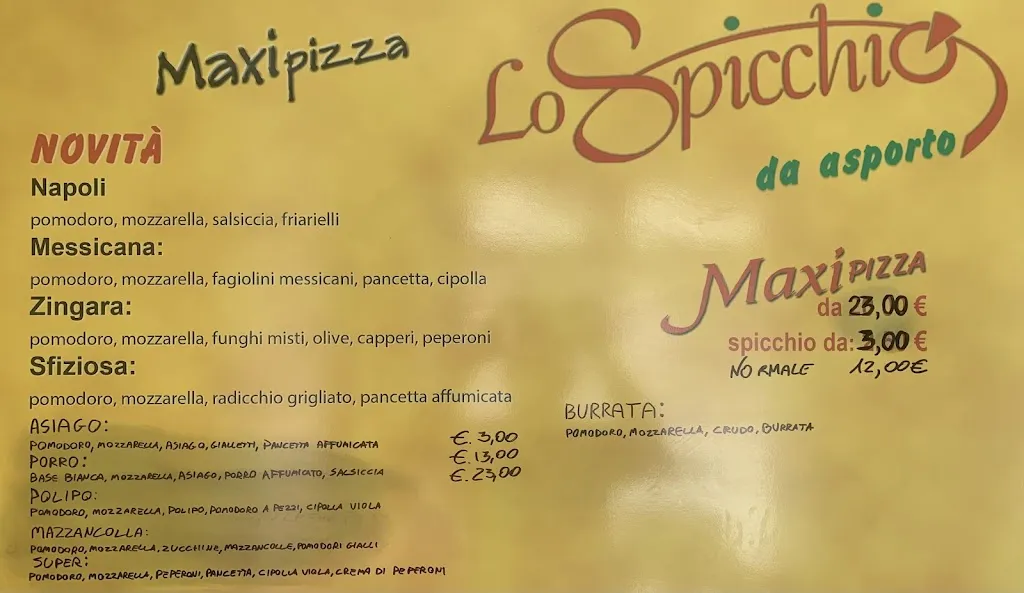 Maxipizza
NOVITÀ
Napoli
pomodoro, mozzarella, salsiccia, friarielli
Messicana:
pomodoro, mozzarella, fagiolini messicani, pancetta, cipolla
Zingara:
pomodoro, mozzarella, funghi misti, olive, capperi, peperoni
Sfiziosa:
pomodoro, mozzarella, radicchio grigliato, pancetta affumicata
ASIAGO:
POMODORO, MOZZARELLA, ASIAGO, GIALLETTI, PANCETTA AFFUMICATA
€. 3,00
PORRO:
€. 13,00
BASE BIANCA, MOZZARELLA, ASIAGO, PORRO AFFUMICATO, SALSICCIA
€. 23,00
POLIPO:
POMODORO, MOZZARELLA, POLIPO, POMODORO A PEZZI, CIPOLLA VIOLA
MAZZANCOLLA:
POMODORO, MOZZARELLA, ZUCCHINE, MAZZANCOLLE, POMODORI GIALLI
SUPER:
POMODORO, MOZZARELLA, PEPERONI, PANCETTA, CIPOLLA VIOLA, CREMA DI PEPERONI
Lo Spicchio
da asporto
MaxiPIZZA
da 23,00 €
spicchio da: 3,00 €
NORMALE 12,00€
BURRATA:
POMODORO, MOZZARELLA, CRUDO, BURRATA